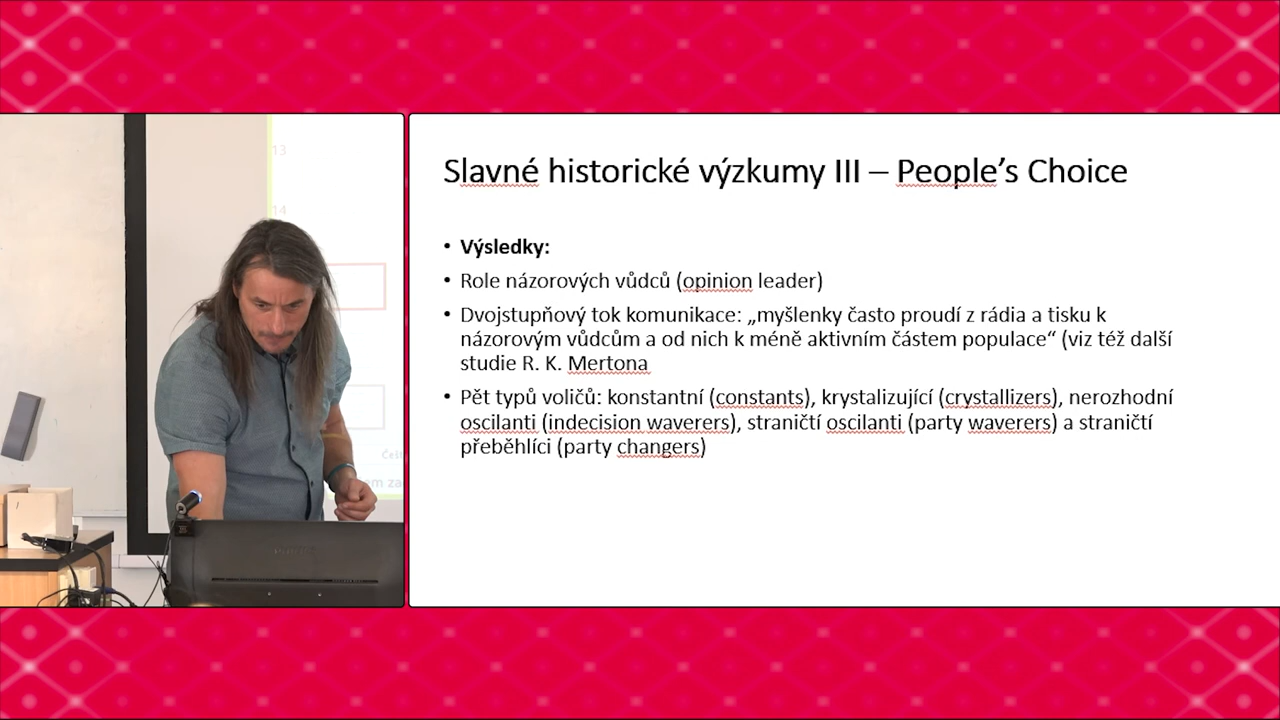 13
14
Slavné historické výzkumy III – People’s Choice
• Výsledky:
• Role názorových vůdců (opinion leader)
• Dvojstupňový tok komunikace: „myšlenky často proudí z rádia a tisku k
názorovým vůdcům a od nich k méně aktivním částem populace“ (viz též další
studie R. K. Mertona
• Pět typů voličů: konstantní (constants), krystalizující (crystallizers), nerozhodní
oscilanti (indecision waverers), straničtí oscilanti (party waverers) a straničtí
přeběhlíci (party changers)